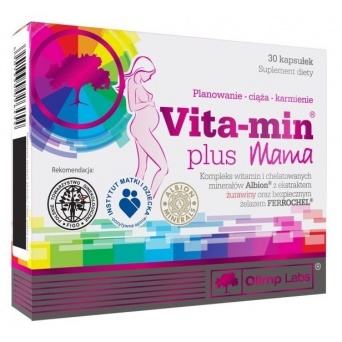 30 kapsułek
Suplement diety
Planowanie - ciąża - karmienie
Vita-min®
plus Mama
Kompleks witamin i chelatowanych
minerałów Albion® z ekstraktem
żurawiny oraz bezpiecznym
żelazem FERROCHEL®
Rekomendacja:
INSTYTUT MATKI I DZIECKA
ALBION
MINERALS
Olimp Labs®